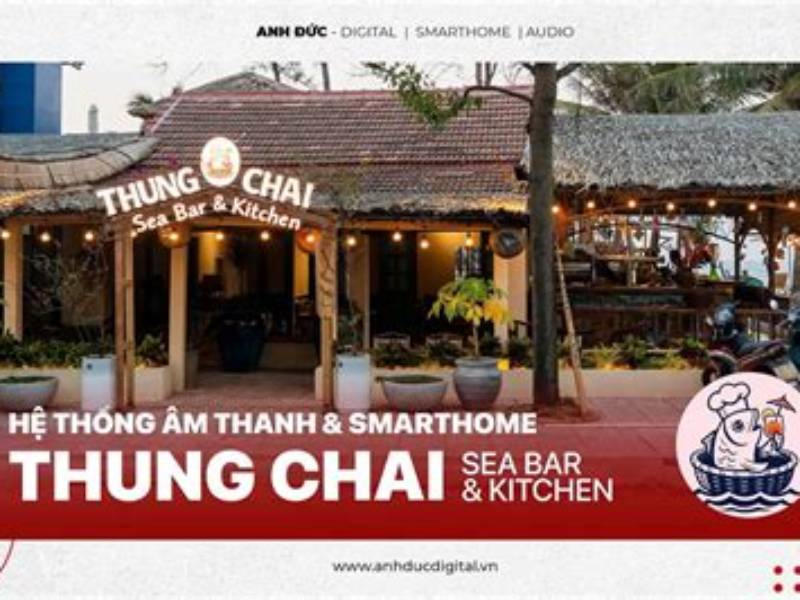 ANH ĐỨC - DIGITAL | SMARTHOME | AUDIO
THUNG CHAI
Sea Bar & Kitchen
HỆ THỐNG ÂM THANH & SMARTHOME
THUNG CHAI SEA BAR
& KITCHEN
www.anhducdigital.vn